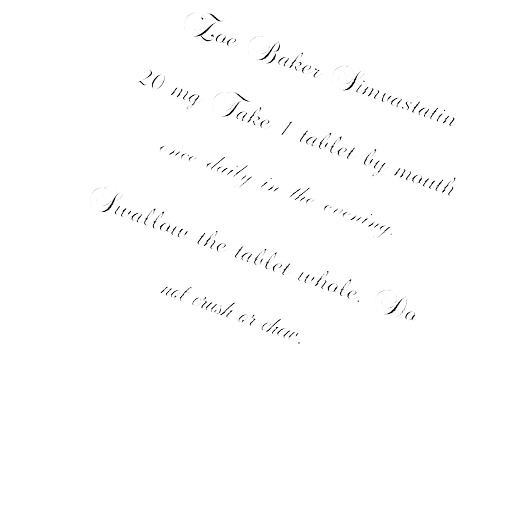 Zoe Baker Simvastatin
20 mg Take 1 tablet by mouth
once daily in the evening.
Swallow the tablet whole. Do
not crush or chew.